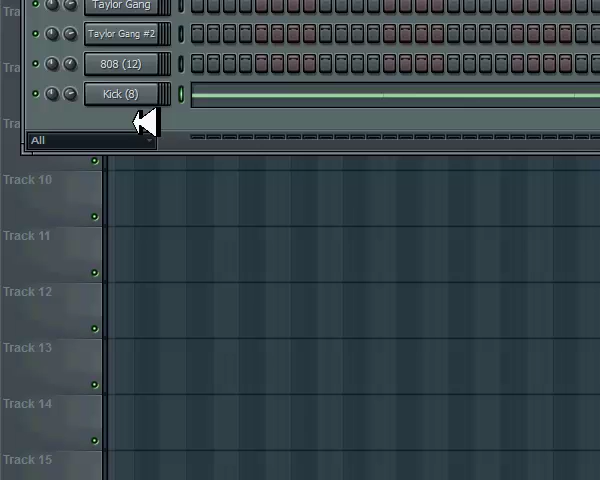 Tra
Taylor Gang
Taylor Gang #2
Tra
808 (12)
Kick (8)
Tra
All
Track 10
Track 11
Track 12
Track 13
Track 14
Track 15